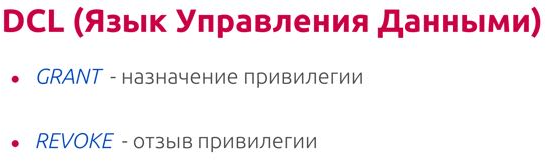 DCL (Язык Управления Данными)
• GRANT - назначение привилегии
• REVOKE - отзыв привилегии